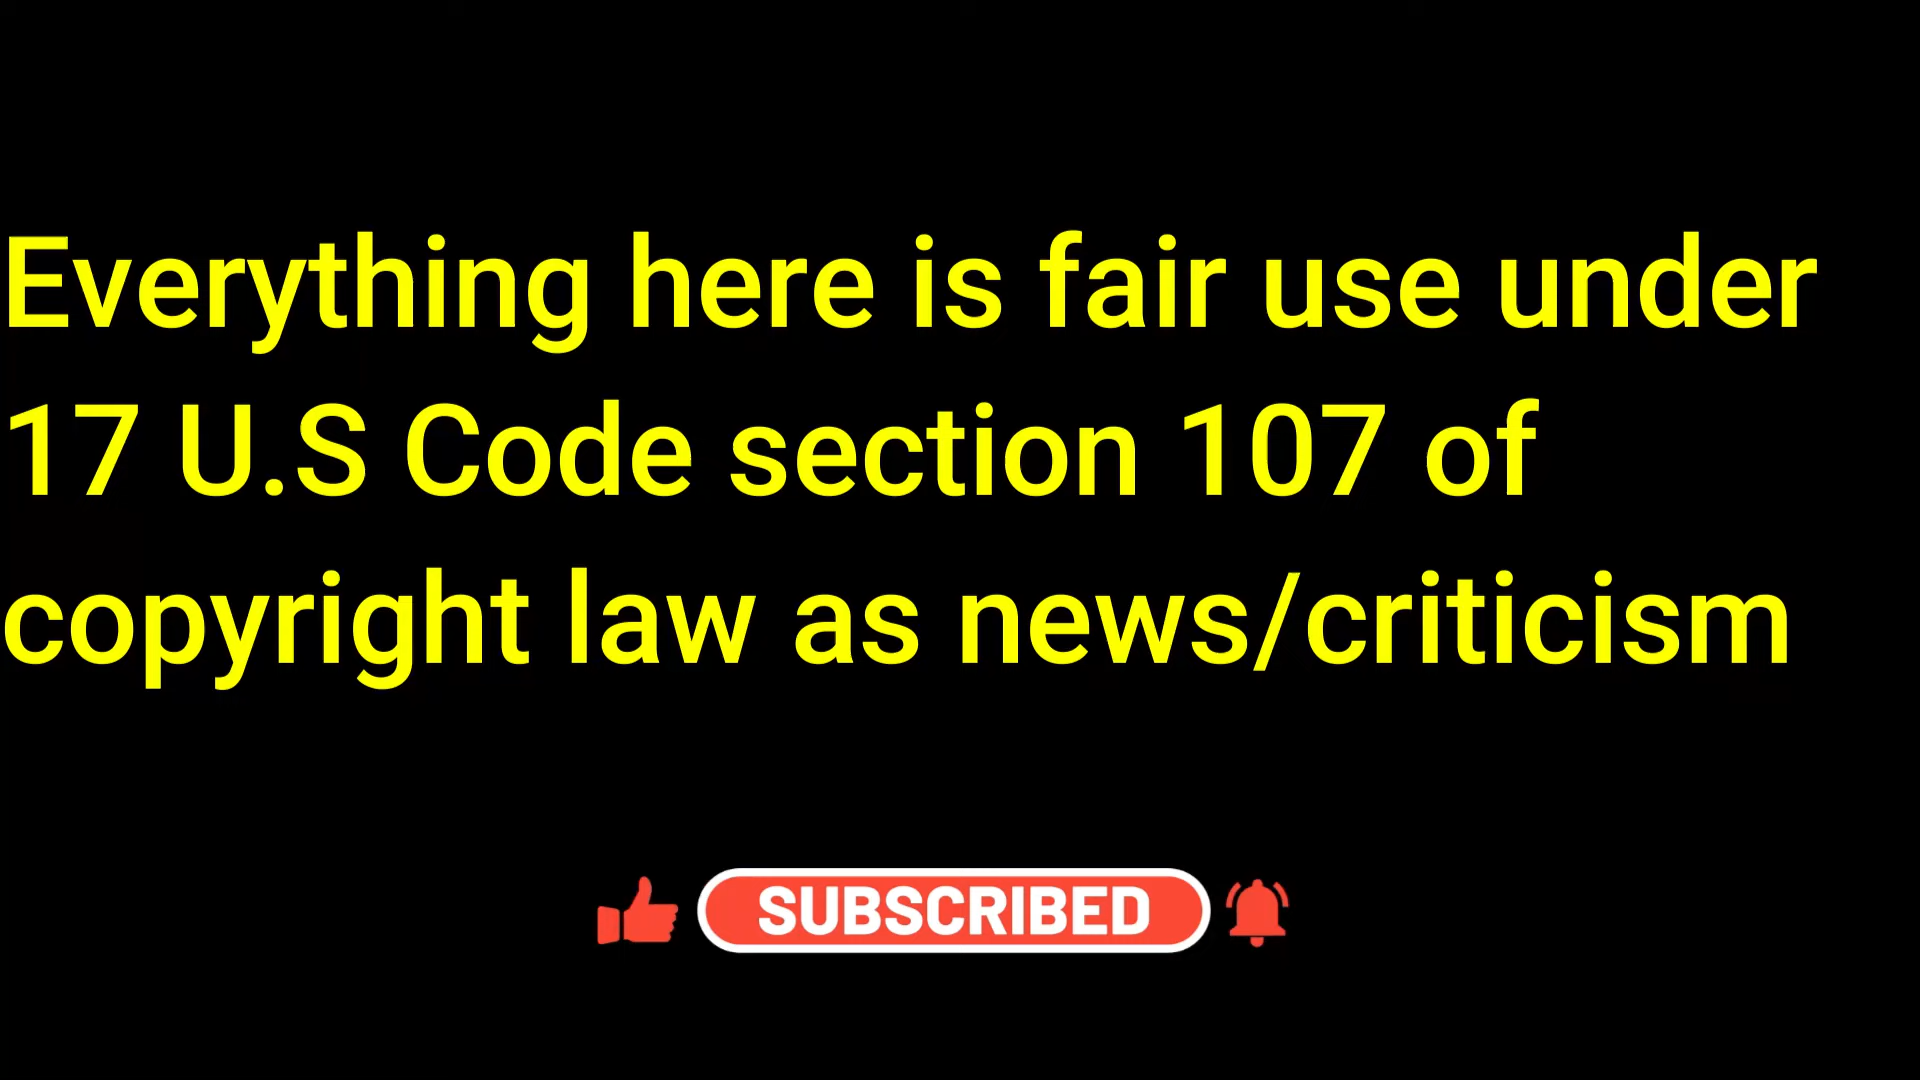 Everything here is fair use under
17 U.S Code section 107 of
copyright law as news/criticism
SUBSCRIBED